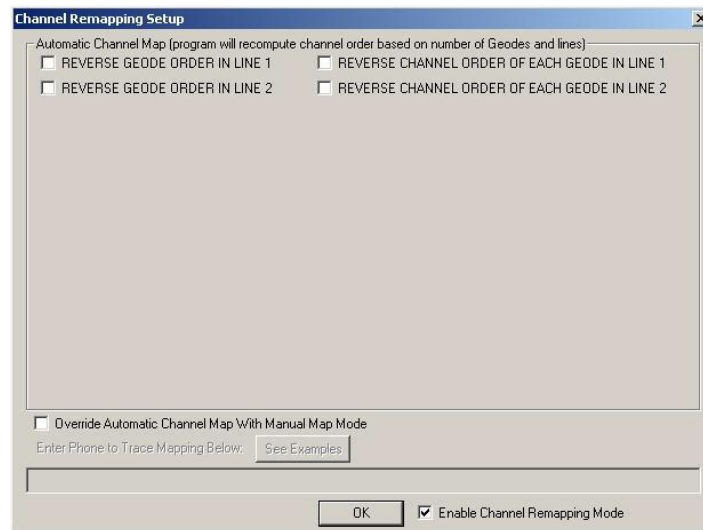 Channel Remapping Setup
Automatic Channel Map (program will recompute channel order based on number of Geodes and lines)
REVERSE GEODE ORDER IN LINE 1 REVERSE CHANNEL ORDER OF EACH GEODE IN LINE 1
REVERSE GEODE ORDER IN LINE 2 REVERSE CHANNEL ORDER OF EACH GEODE IN LINE 2
Override Automatic Channel Map With Manual Map Mode
Enter Phone to Trace Mapping Below: See Examples
OK Enable Channel Remapping Mode